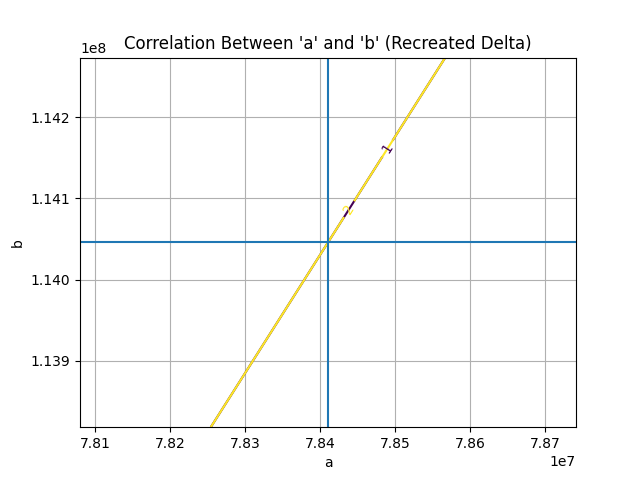 Correlation Between 'a' and 'b' (Recreated Delta)
1e8
1.142
1.141
1.140
1.139
b
1
2
7.81 7.82 7.83 7.84 7.85 7.86 7.87
a
1e7